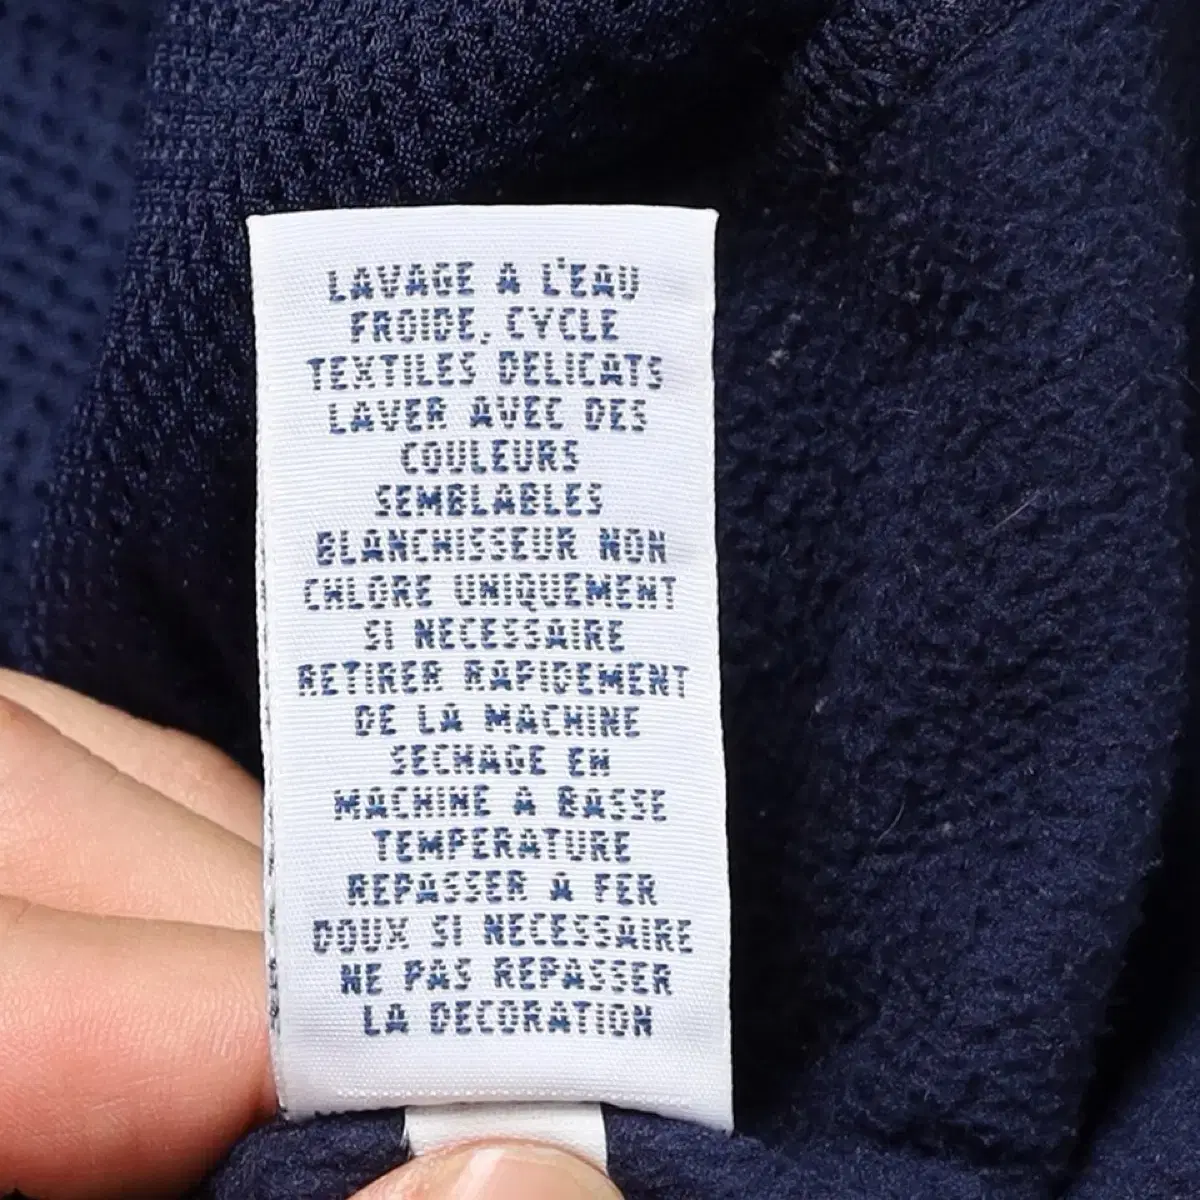 LAVAGE A L'EAU
FROIDE, CYCLE
TEXTILES DELICATS
LAVER AVEC DES
COULEURS
SEMBLABLES
BLANCHISSEUR NON
CHLORE UNIQUEMENT
SI NECESSAIRE
RETIRER RAPIDEMENT
DE LA MACHINE
SECHAGE EN
MACHINE A BASSE
TEMPERATURE
REPASSER A FER
DOUX SI NECESSAIRE
NE PAS REPASSER
LA DECORATION